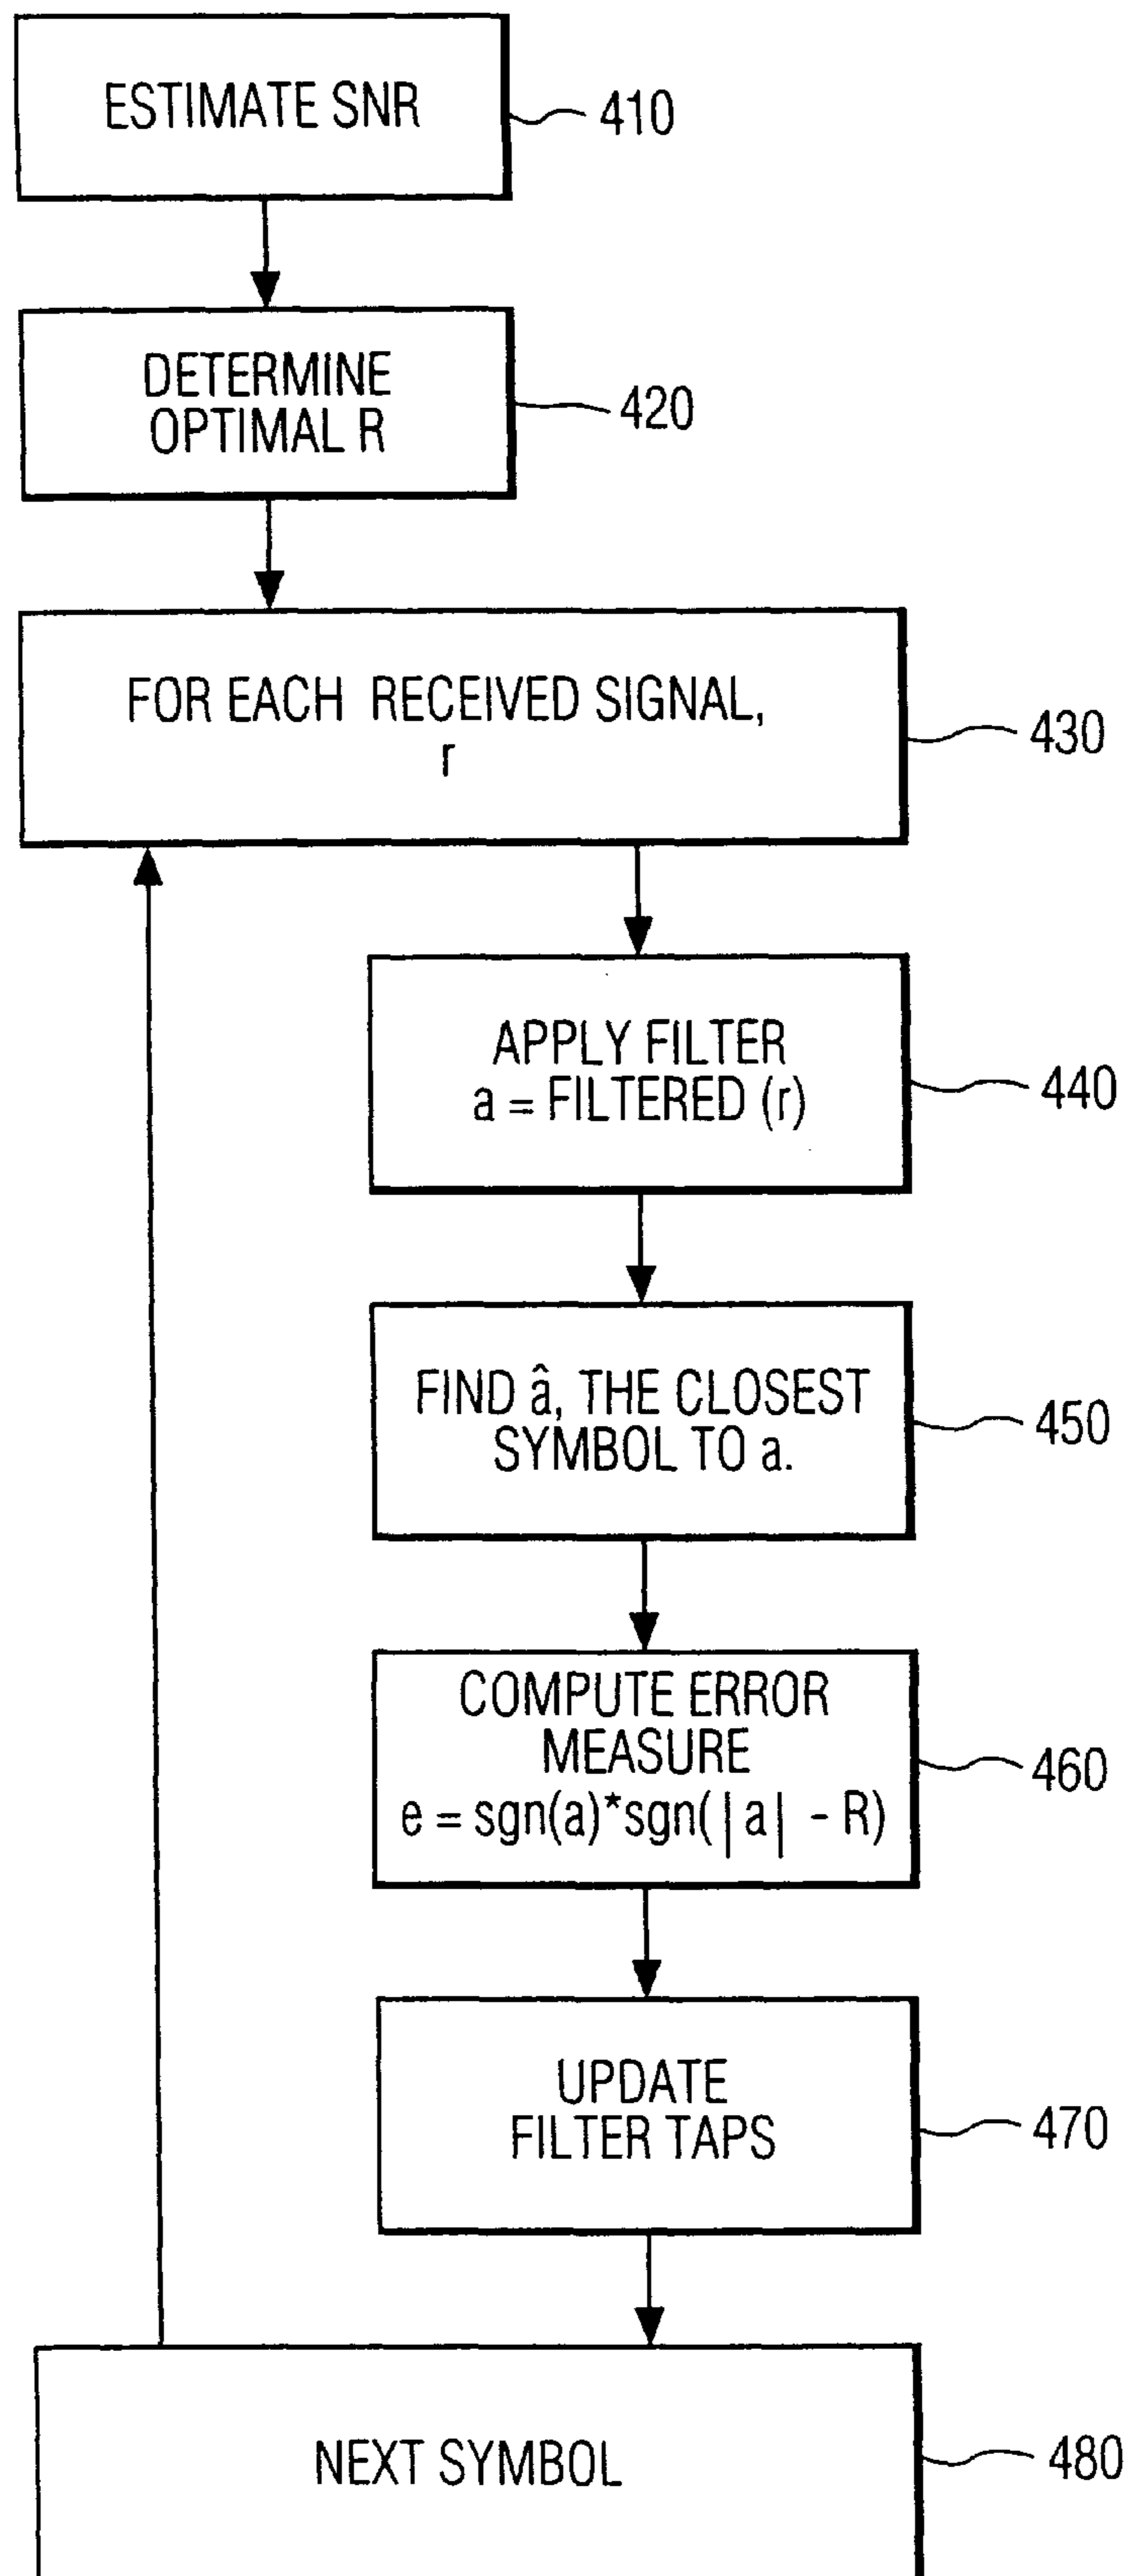 ESTIMATE SNR
410
DETERMINE
OPTIMAL R
420
FOR EACH RECEIVED SIGNAL,
r
430
APPLY FILTER
a = FILTERED (r)
440
FIND â, THE CLOSEST
SYMBOL TO a.
450
COMPUTE ERROR
MEASURE
e = sgn(a)*sgn(|a| - R)
460
UPDATE
FILTER TAPS
470
NEXT SYMBOL
480